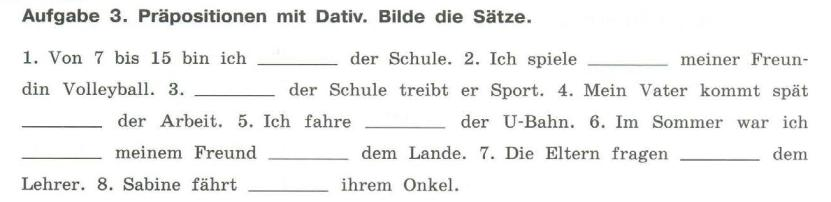 Aufgabe 3. Präpositionen mit Dativ. Bilde die Sätze.
1. Von 7 bis 15 bin ich ________ der Schule. 2. Ich spiele ________ meiner Freun-
din Volleyball. 3. ________ der Schule treibt er Sport. 4. Mein Vater kommt spät
________ der Arbeit. 5. Ich fahre ________ der U-Bahn. 6. Im Sommer war ich
________ meinem Freund ________ dem Lande. 7. Die Eltern fragen ________ dem
Lehrer. 8. Sabine fährt ________ ihrem Onkel.